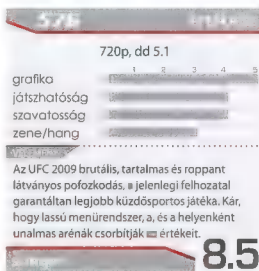 576
720p, dd 5.1
1 2 3 4 5
grafika
játszhatóság
szavatosság
zene/hang
Az UFC 2009 brutális, tartalmas és roppant
látványos pofozkodás, a jelenlegi felhozatal
garantáltan legjobb küzdősportos játéka. Kár,
hogy lassú menürendszer, a, és a helyenként
unalmas arénák csorbítják értékeit.
8.5